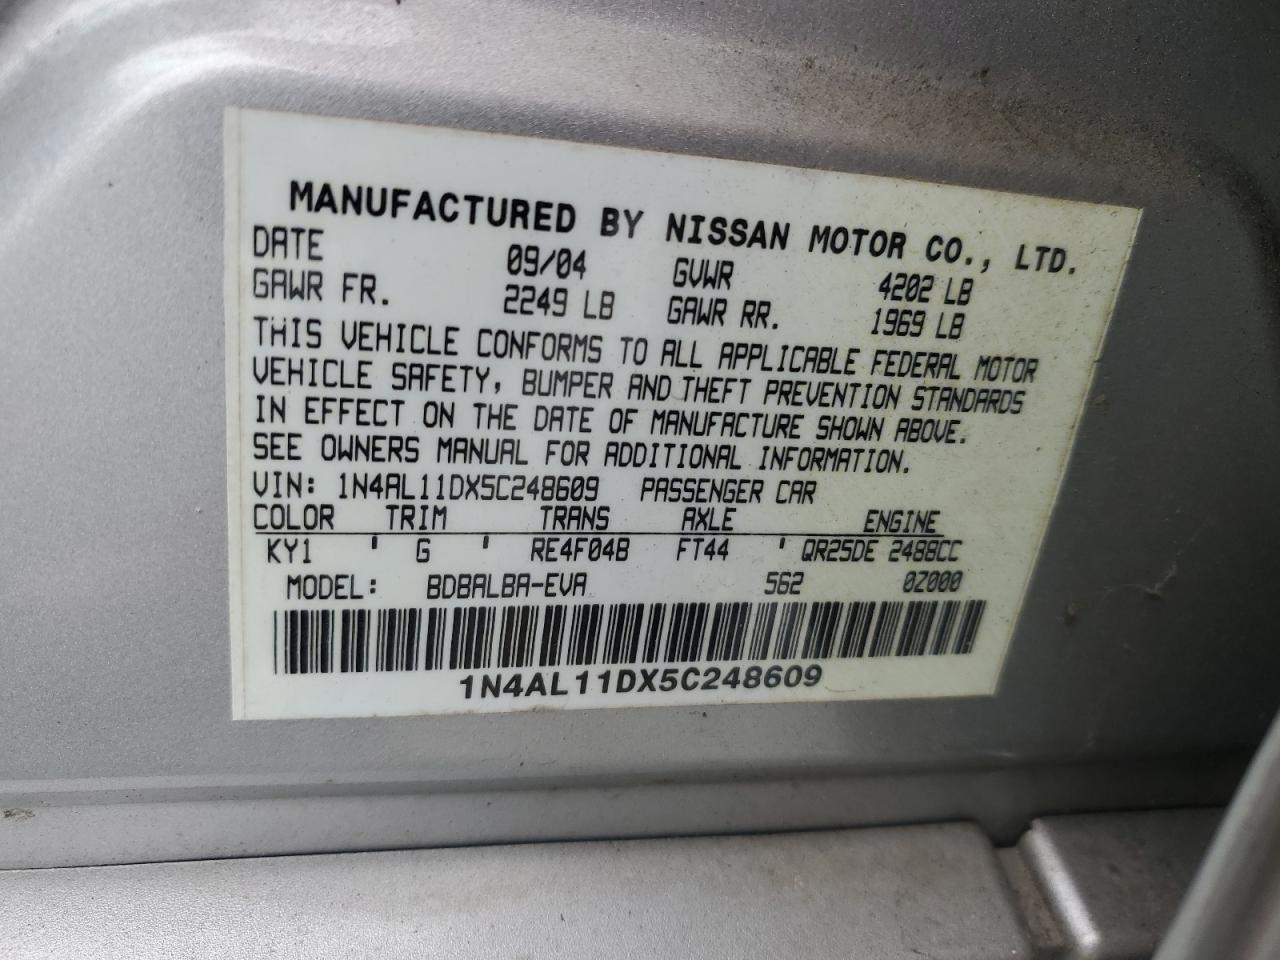 MANUFACTURED BY NISSAN MOTOR CO., LTD.
DATE 09/04 GVWR 4202 LB
GAWR FR. 2249 LB GAWR RR. 1969 LB
THIS VEHICLE CONFORMS TO ALL APPLICABLE FEDERAL MOTOR
VEHICLE SAFETY, BUMPER AND THEFT PREVENTION STANDARDS
IN EFFECT ON THE DATE OF MANUFACTURE SHOWN ABOVE.
SEE OWNERS MANUAL FOR ADDITIONAL INFORMATION.
VIN: 1N4AL11DX5C248609 PASSENGER CAR
COLOR TRIM TRANS AXLE ENGINE
KY1 ' G ' RE4F04B FT44 ' QR25DE 2488CC
MODEL: BDBALBA-EVA 562 0Z000
1N4AL11DX5C248609